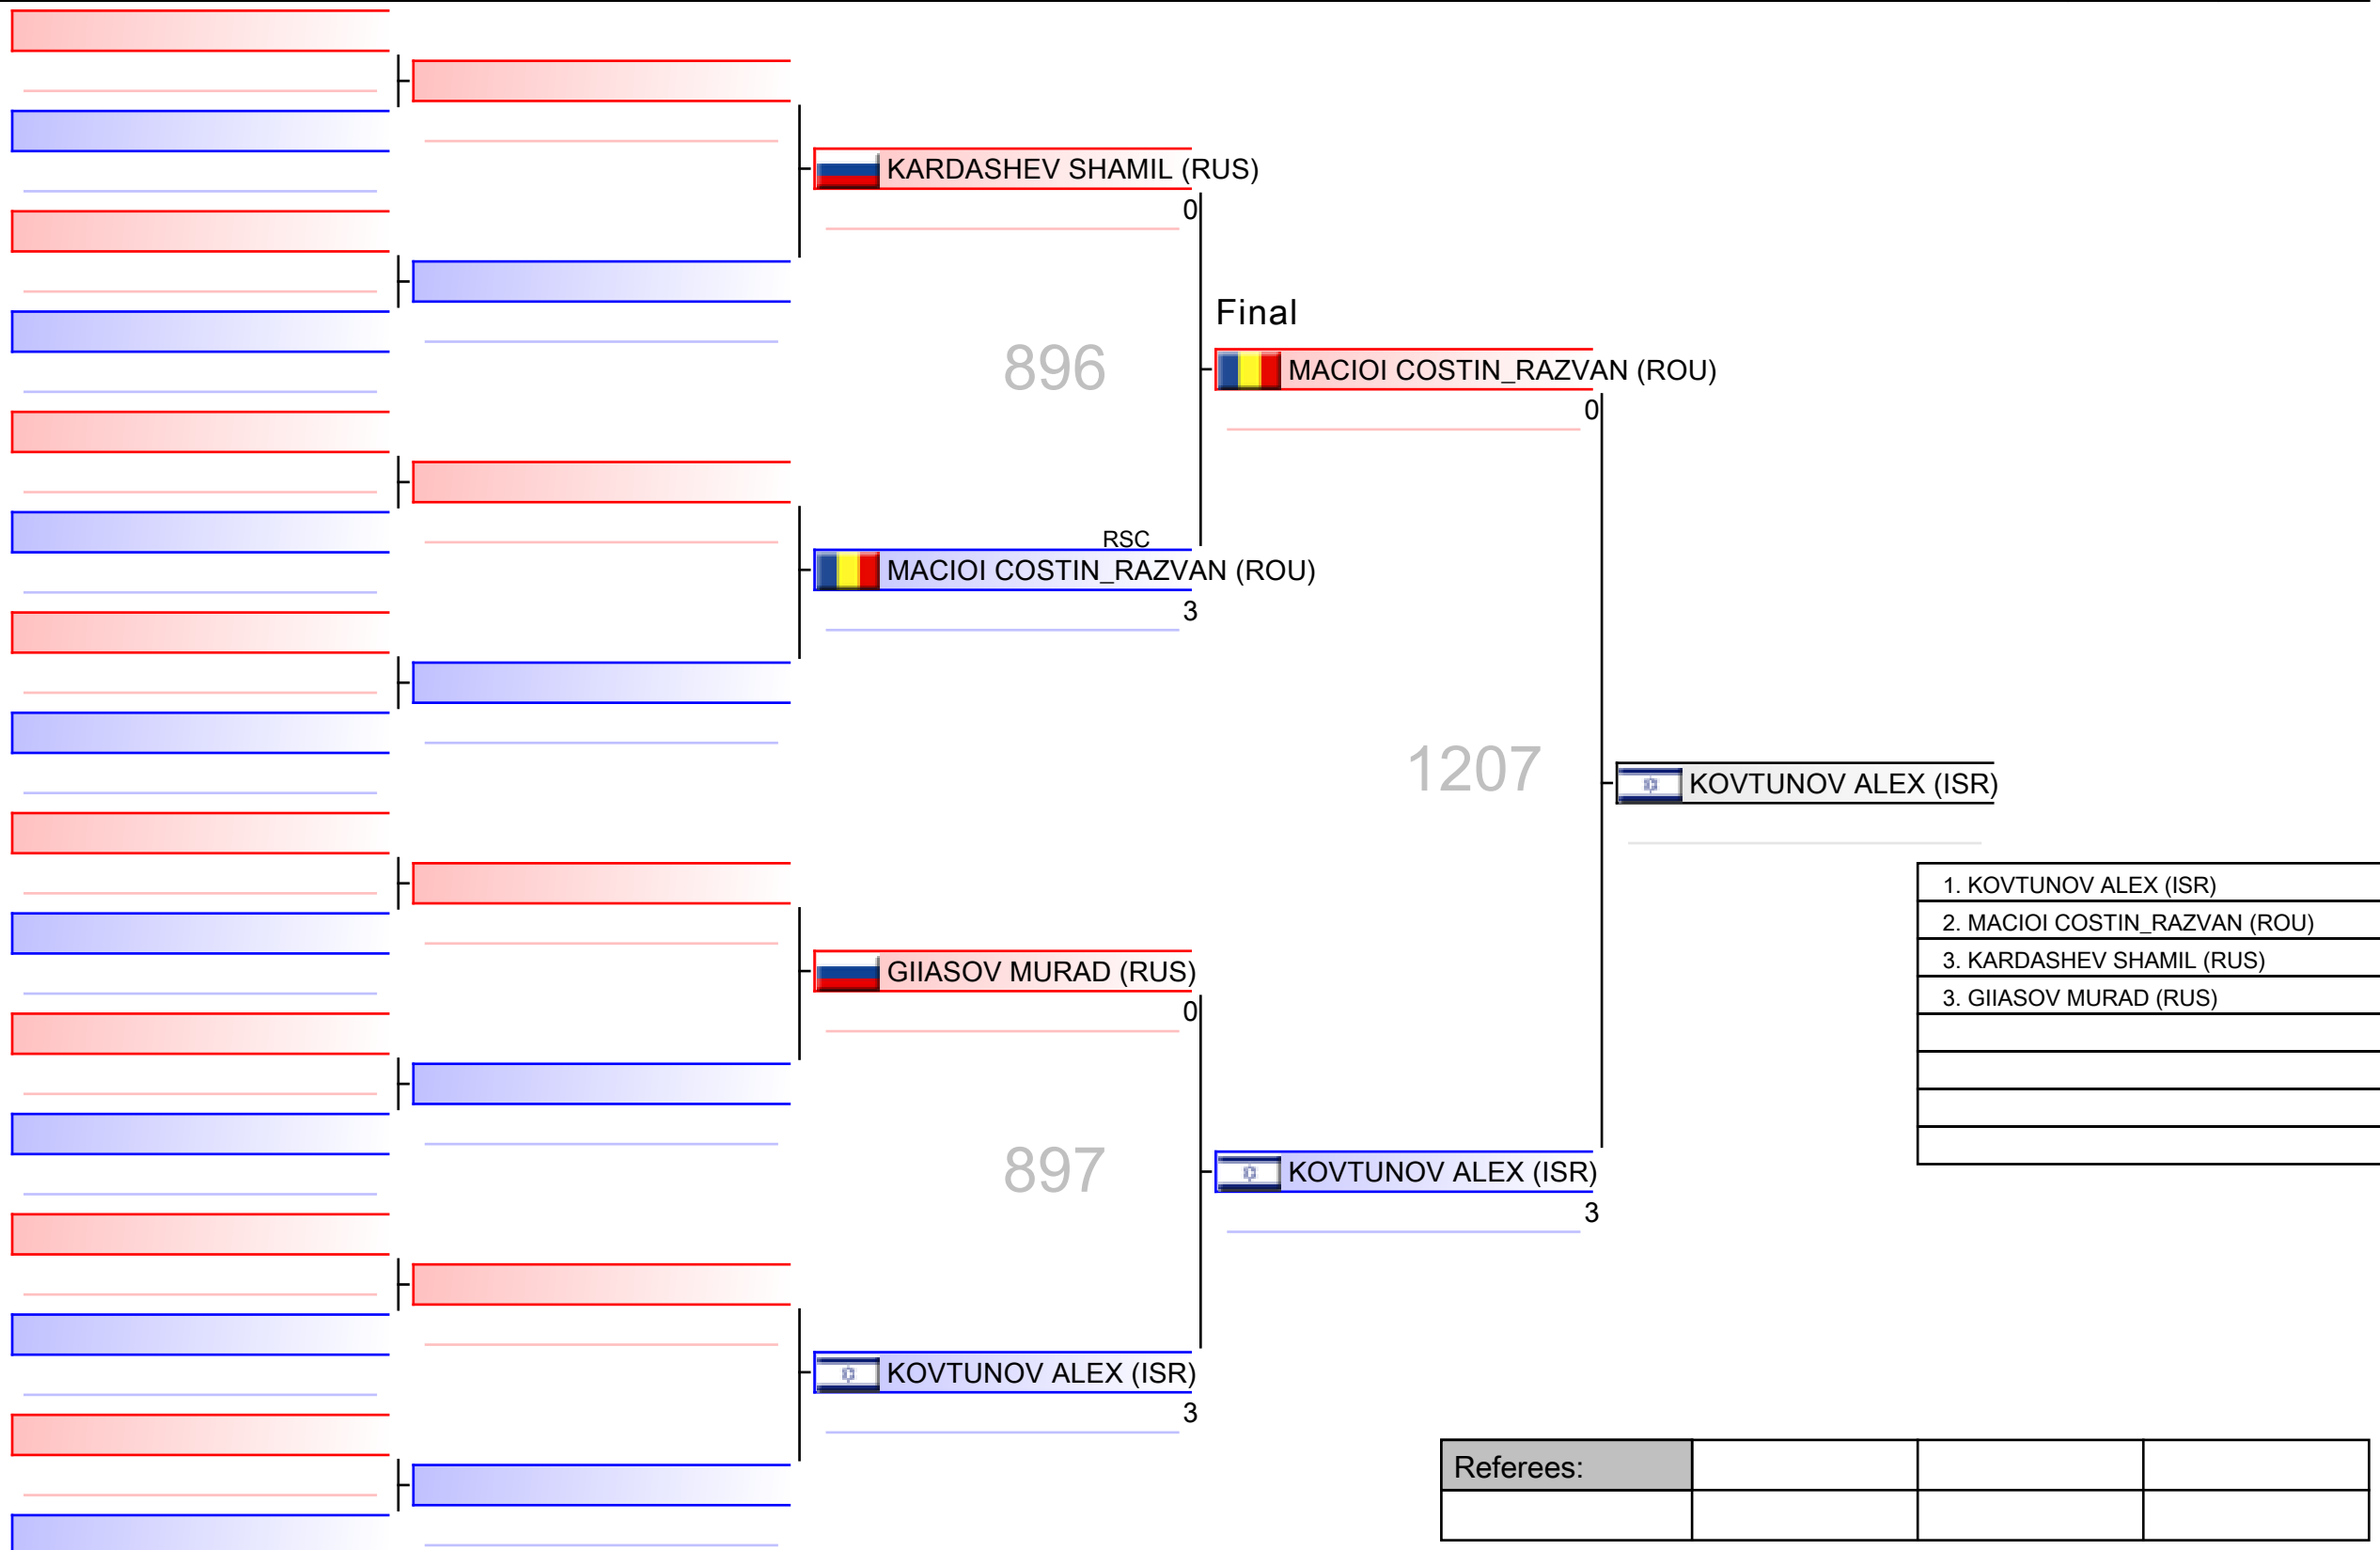 KARDASHEV SHAMIL (RUS)
0
Final
896
MACIOI COSTIN_RAZVAN (ROU)
0
RSC
MACIOI COSTIN_RAZVAN (ROU)
3
1207
KOVTUNOV ALEX (ISR)
1. KOVTUNOV ALEX (ISR)
2. MACIOI COSTIN_RAZVAN (ROU)
3. KARDASHEV SHAMIL (RUS)
3. GIIASOV MURAD (RUS)
GIIASOV MURAD (RUS)
0
897
KOVTUNOV ALEX (ISR)
3
KOVTUNOV ALEX (ISR)
3
Referees: